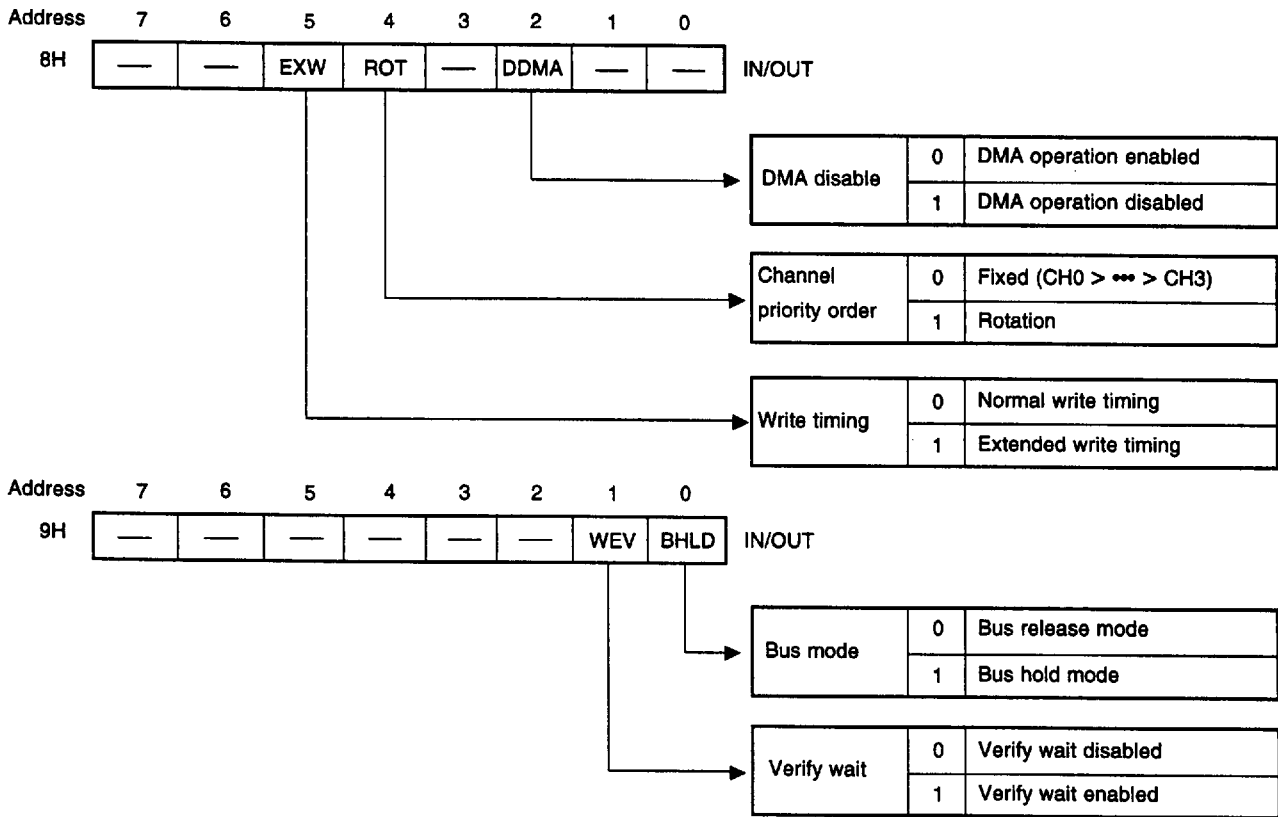 Address 7 6 5 4 3 2 1 0
8H — — EXW ROT — DDMA — — IN/OUT
DMA disable
0 DMA operation enabled
1 DMA operation disabled
Channel priority order
0 Fixed (CH0 > ••• > CH3)
1 Rotation
Write timing
0 Normal write timing
1 Extended write timing
Address 7 6 5 4 3 2 1 0
9H — — — — — — WEV BHLD IN/OUT
Bus mode
0 Bus release mode
1 Bus hold mode
Verify wait
0 Verify wait disabled
1 Verify wait enabled